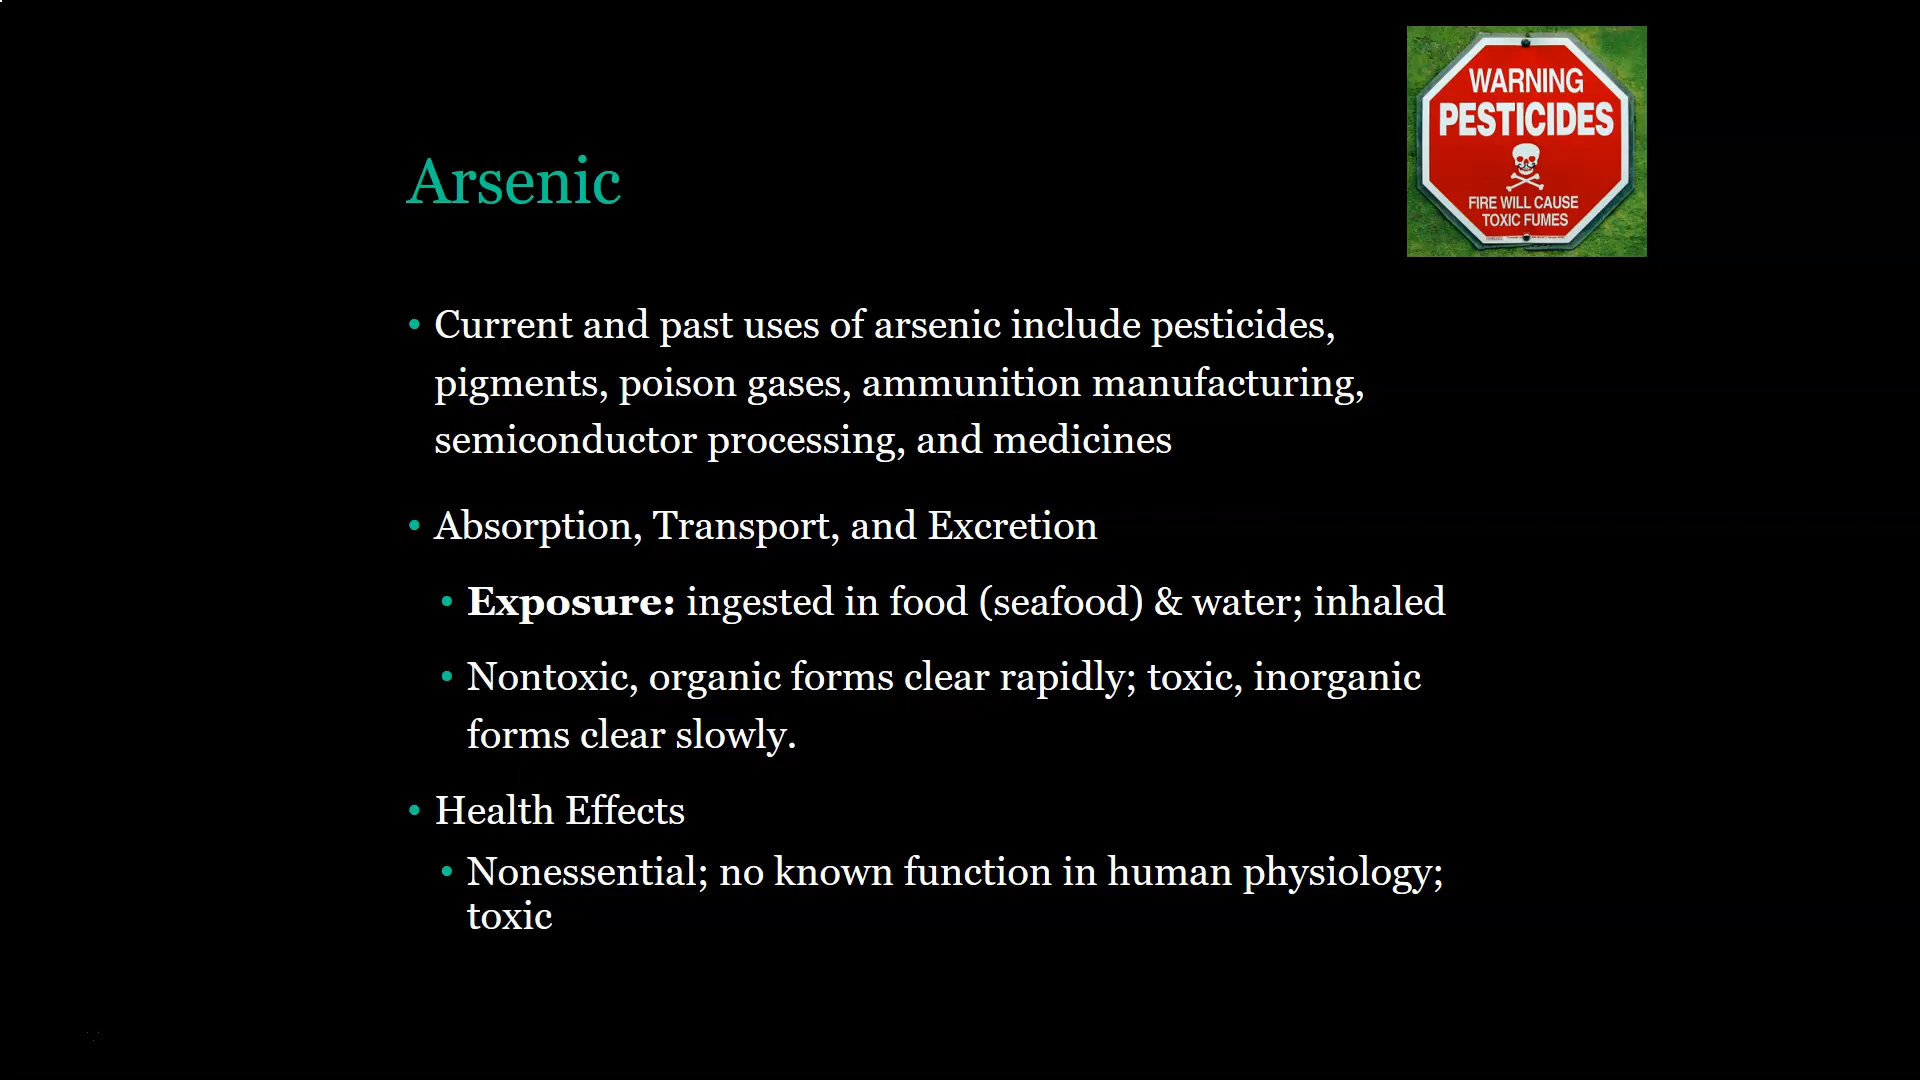 WARNING
PESTICIDES
FIRE WILL CAUSE
TOXIC FUMES
Arsenic
• Current and past uses of arsenic include pesticides,
pigments, poison gases, ammunition manufacturing,
semiconductor processing, and medicines
• Absorption, Transport, and Excretion
• Exposure: ingested in food (seafood) & water; inhaled
• Nontoxic, organic forms clear rapidly; toxic, inorganic
forms clear slowly.
• Health Effects
• Nonessential; no known function in human physiology;
toxic